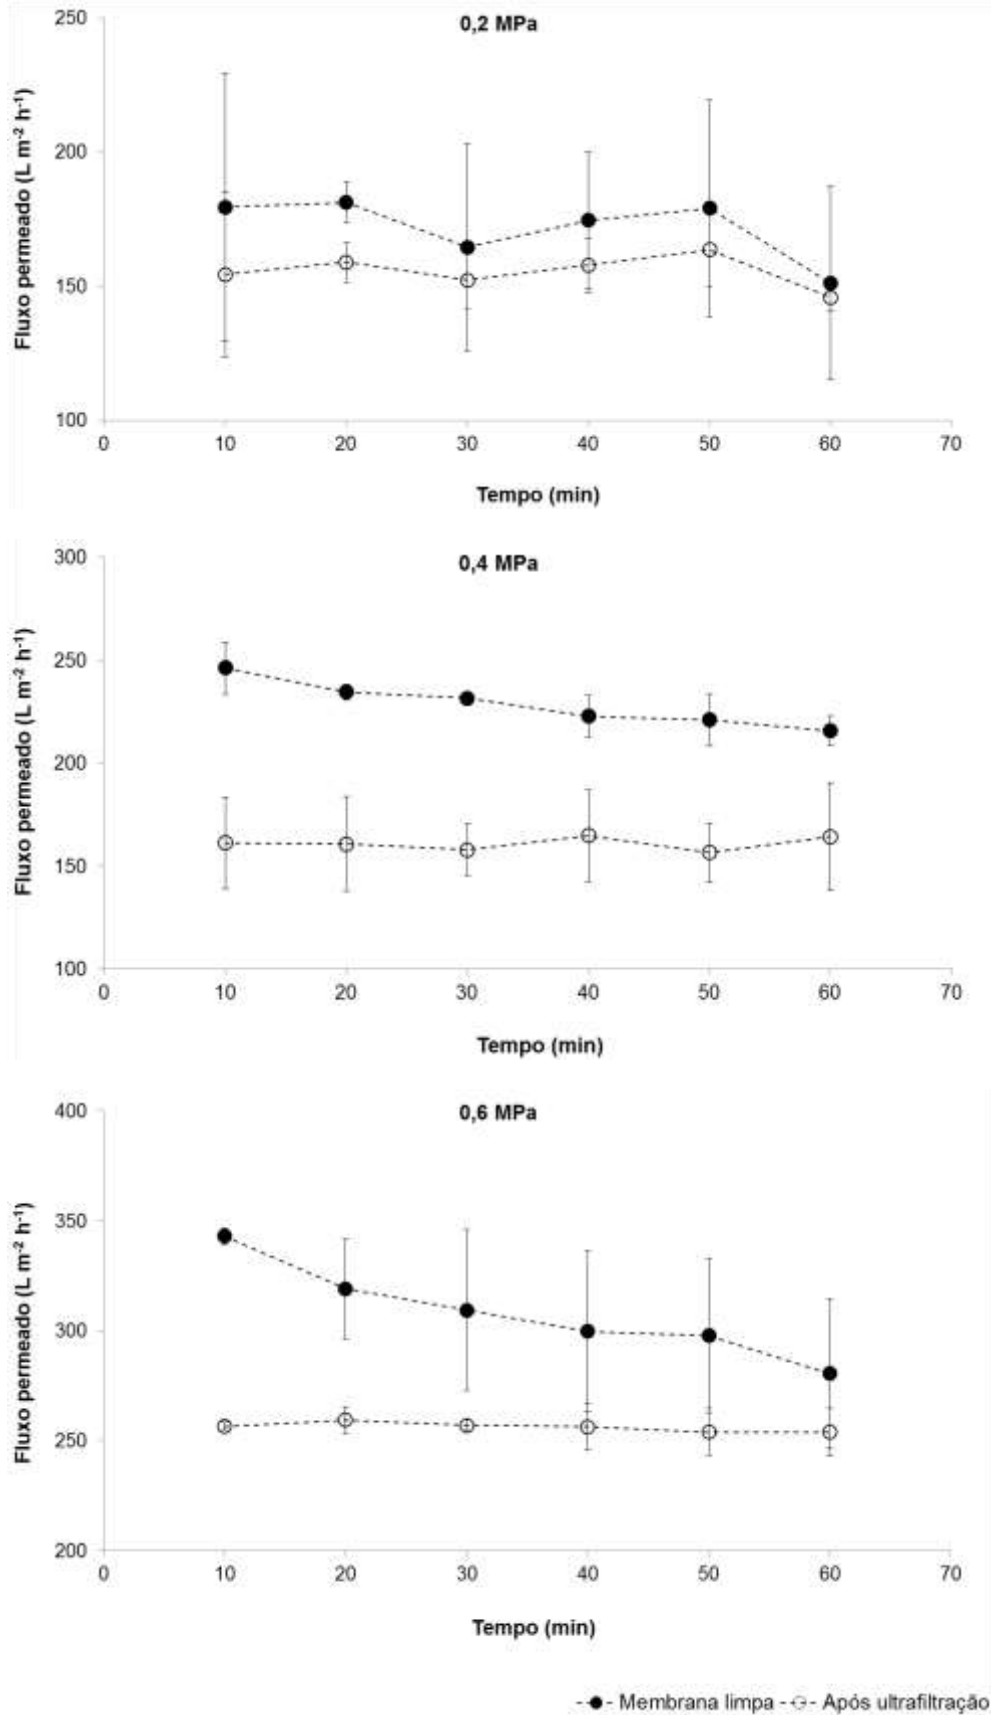 0,2 MPa
Fluxo permeado (L m⁻² h⁻¹)
250
200
150
100
0 10 20 30 40 50 60 70
Tempo (min)
0,4 MPa
Fluxo permeado (L m⁻² h⁻¹)
300
250
200
150
100
0 10 20 30 40 50 60 70
Tempo (min)
0,6 MPa
Fluxo permeado (L m⁻² h⁻¹)
400
350
300
250
200
0 10 20 30 40 50 60 70
Tempo (min)
Membrana limpa Após ultrafiltração